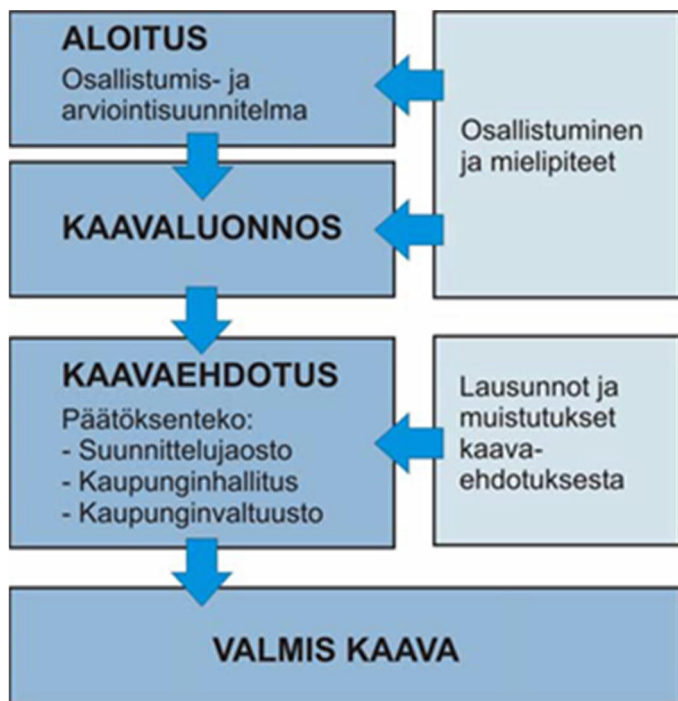 ALOITUS
Osallistumis- ja
arviointisuunnitelma
Osallistuminen
ja mielipiteet
KAAVALUONNOS
KAAVAEHDOTUS
Päätöksenteko:
- Suunnittelujaosto
- Kaupunginhallitus
- Kaupunginvaltuusto
Lausunnot ja
muistutukset
kaava-
ehdotuksesta
VALMIS KAAVA